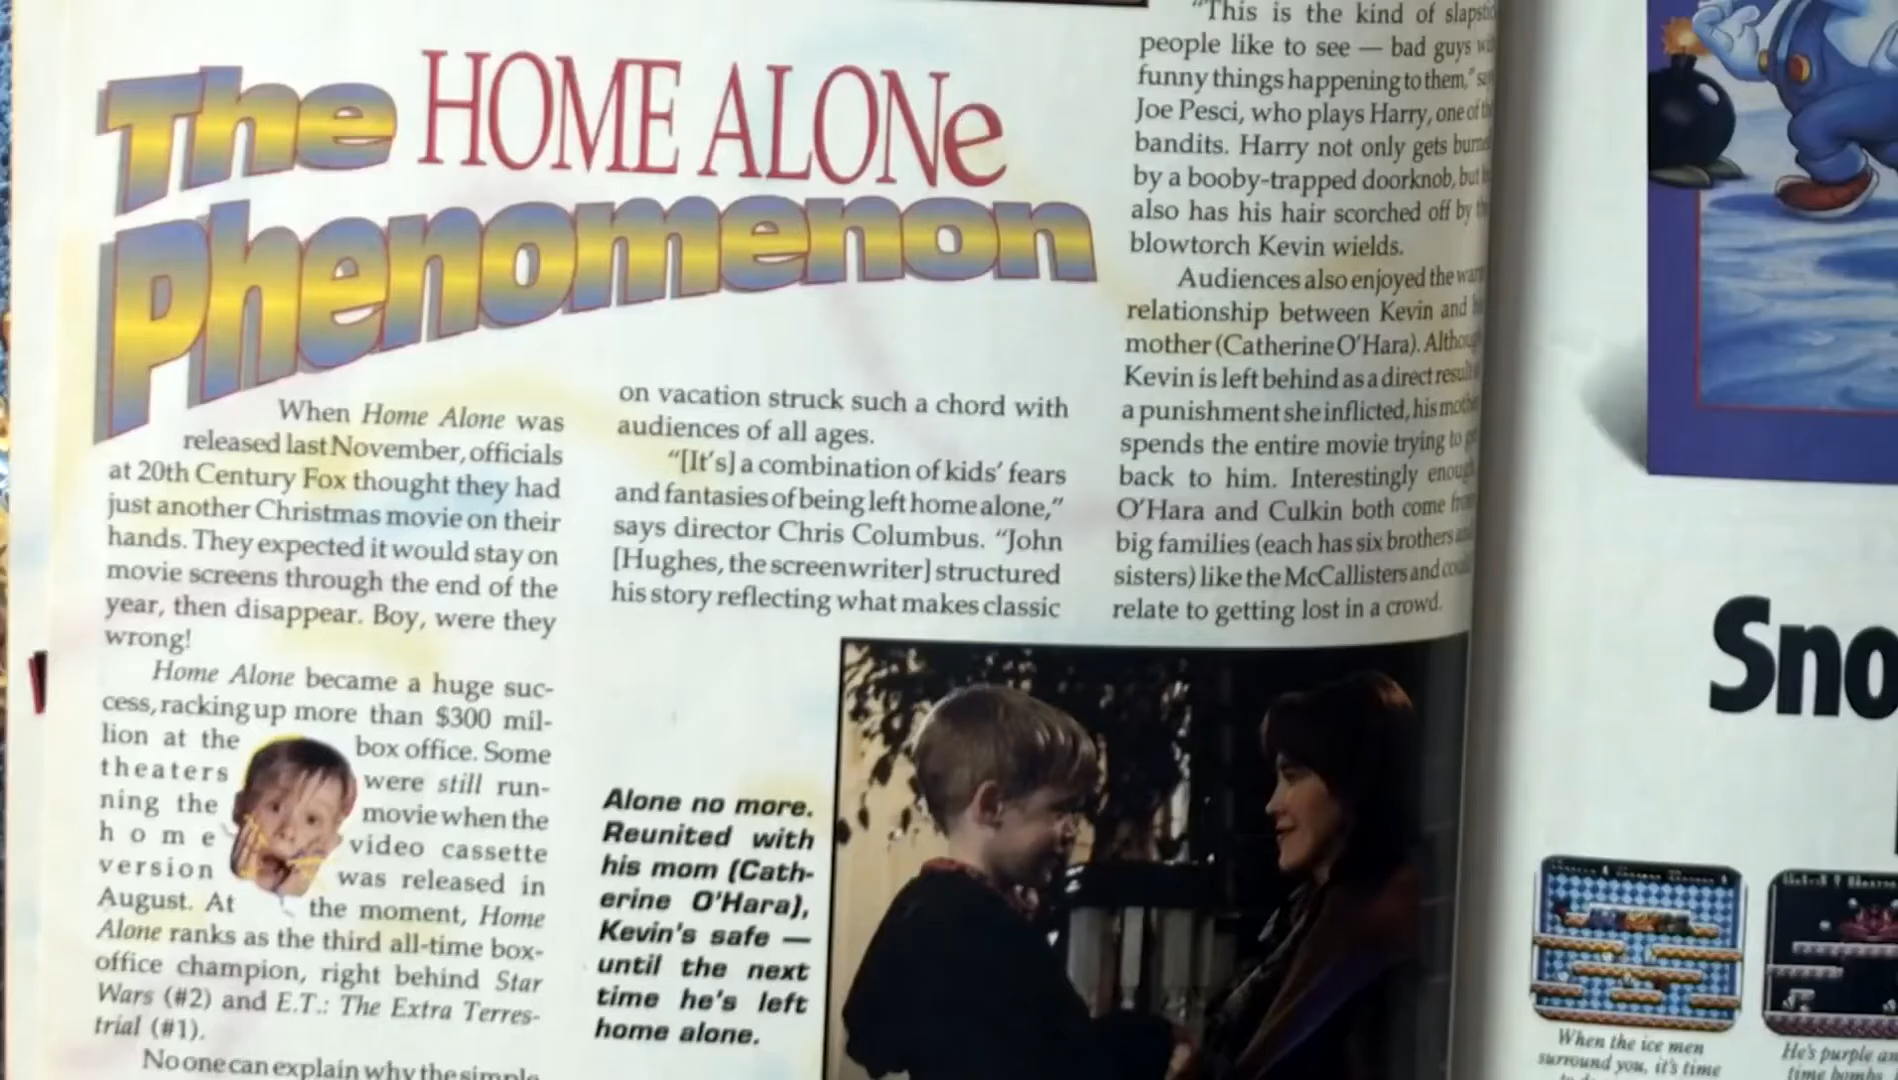 The HOME ALONe
Phenomenon
When Home Alone was
released last November, officials
at 20th Century Fox thought they had
just another Christmas movie on their
hands. They expected it would stay on
movie screens through the end of the
year, then disappear. Boy, were they
wrong!
Home Alone became a huge suc-
cess, racking up more than $300 mil-
lion at the box office. Some
theaters were still run-
ning the movie when the
home video cassette
version was released in
August. At the moment, Home
Alone ranks as the third all-time box-
office champion, right behind Star
Wars (#2) and E.T.: The Extra Terres-
trial (#1).
No one can explain why the simple
on vacation struck such a chord with
audiences of all ages.
"[It's] a combination of kids' fears
and fantasies of being left home alone,"
says director Chris Columbus. "John
[Hughes, the screenwriter] structured
his story reflecting what makes classic
Alone no more.
Reunited with
his mom (Cath-
erine O'Hara),
Kevin's safe —
until the next
time he's left
home alone.
"This is the kind of
people like to see — bad guys
funny things happening to them,"
Joe Pesci, who plays Harry, one of
bandits. Harry not only gets
by a booby-trapped doorknob, but
also has his hair scorched off by
blowtorch Kevin wields.
Audiences also enjoyed the
relationship between Kevin and
mother (Catherine O'Hara).
Kevin is left behind as a direct
a punishment she inflicted, his
spends the entire movie trying to
back to him. Interestingly
O'Hara and Culkin both come
big families (each has six brothers
sisters) like the McCallisters and
relate to getting lost in a crowd.
Sno
When the ice men
surround you, it's time
He's purple
time bombs